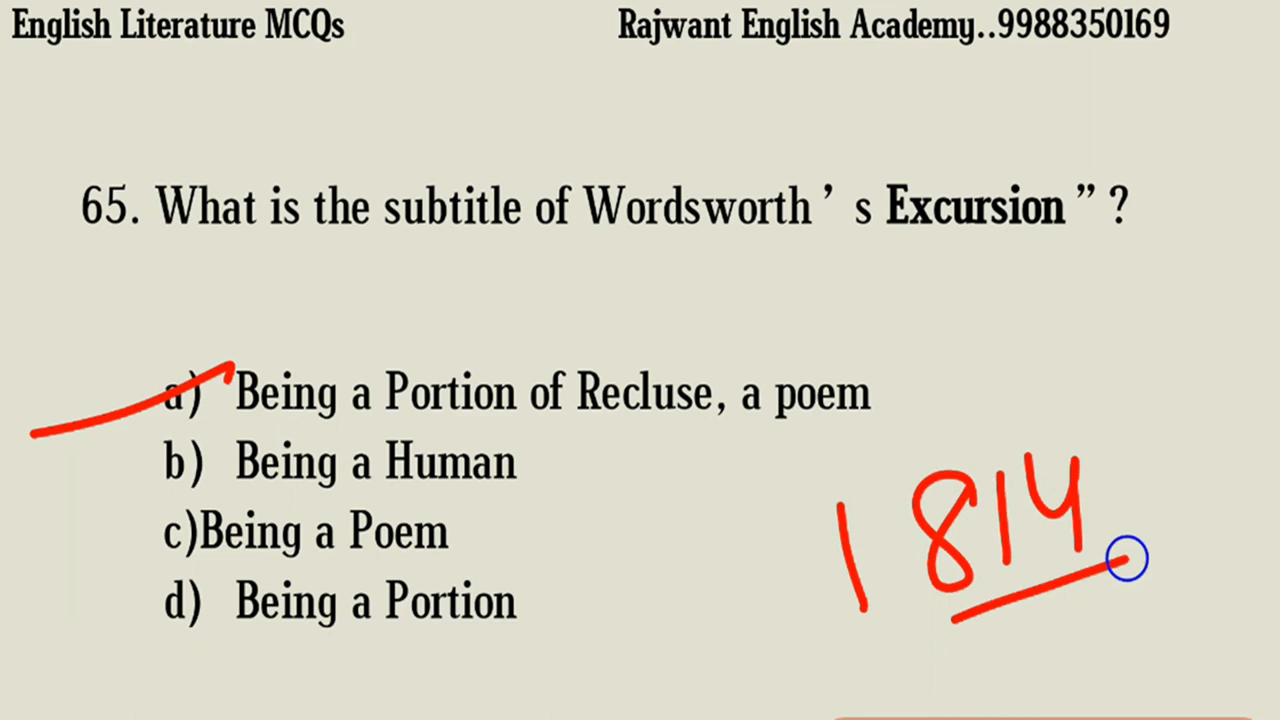 English Literature MCQs Rajwant English Academy..9988350169
65. What is the subtitle of Wordsworth ’ s Excursion ” ?
a) Being a Portion of Recluse, a poem
b) Being a Human
c)Being a Poem
d) Being a Portion
1814